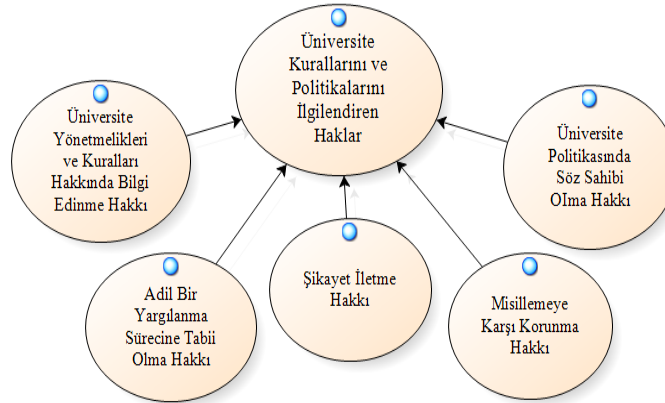 Üniversite
Kurallarını ve
Politikalarını
İlgilendiren
Haklar
Üniversite
Yönetmelikleri
ve Kuralları
Hakkında Bilgi
Edinme Hakkı
Üniversite
Politikasında
Söz Sahibi
Olma Hakkı
Adil Bir
Yargılanma
Sürecine Tabii
Olma Hakkı
Şikayet İletme
Hakkı
Misillemeye
Karşı Korunma
Hakkı